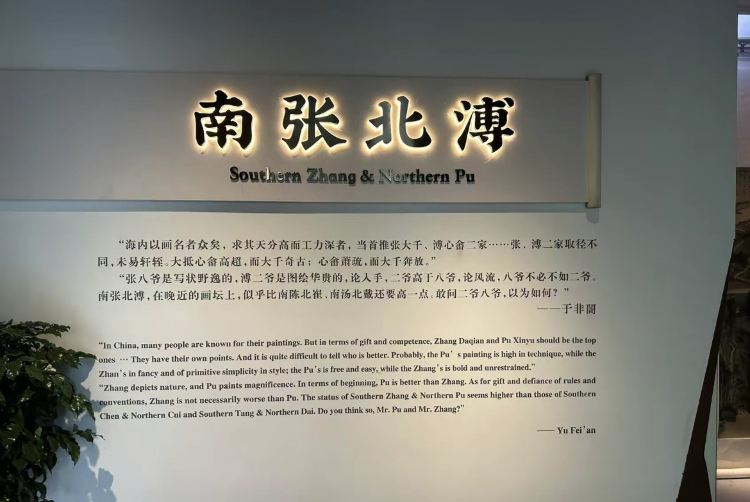 南张北溥
Southern Zhang & Northern Pu
“海内以画名者众矣，求其天分高而工力深者，当首推张大千、溥心畬二家……张、溥二家取径不
同，未易轩轾。大抵心畬高超，而大千奇古；心畬萧疏，而大千奔放。”
“张八爷是写状野逸的，溥二爷是图绘华贵的，论入手，二爷高于八爷，论风流，八爷不必不如二爷。
南张北溥，在晚近的画坛上，似乎比南陈北崔、南汤北戴还要高一点。敢问二爷八爷，以为如何？”
——于非闇
“In China, many people are known for their paintings. But in terms of gift and competence, Zhang Daqian and Pu Xinyu should be the top
ones … They have their own points. And it is quite difficult to tell who is better. Probably, the Pu’s painting is high in technique, while the
Zhan’s in fancy and of primitive simplicity in style; the Pu’s is free and easy, while the Zhang’s is bold and unrestrained.”
“Zhang depicts nature, and Pu paints magnificence. In terms of beginning, Pu is better than Zhang. As for gift and defiance of rules and
conventions, Zhang is not necessarily worse than Pu. The status of Southern Zhang & Northern Pu seems higher than those of Southern
Chen & Northern Cui and Southern Tang & Northern Dai. Do you think so, Mr. Pu and Mr. Zhang?”
—— Yu Fei’an